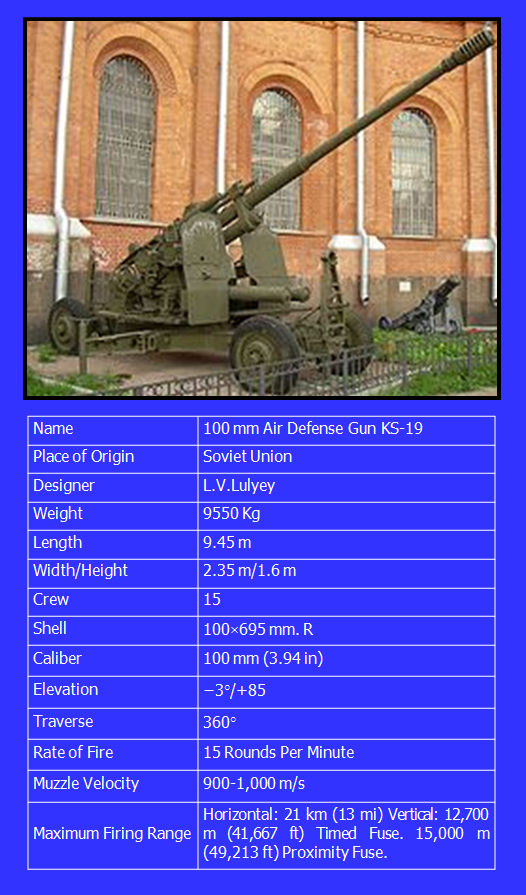 Name 100 mm Air Defense Gun KS-19
Place of Origin Soviet Union
Designer L.V.Lulyey
Weight 9550 Kg
Length 9.45 m
Width/Height 2.35 m/1.6 m
Crew 15
Shell 100×695 mm. R
Caliber 100 mm (3.94 in)
Elevation −3°/+85
Traverse 360°
Rate of Fire 15 Rounds Per Minute
Muzzle Velocity 900-1,000 m/s
Maximum Firing Range Horizontal: 21 km (13 mi) Vertical: 12,700
m (41,667 ft) Timed Fuse. 15,000 m
(49,213 ft) Proximity Fuse.